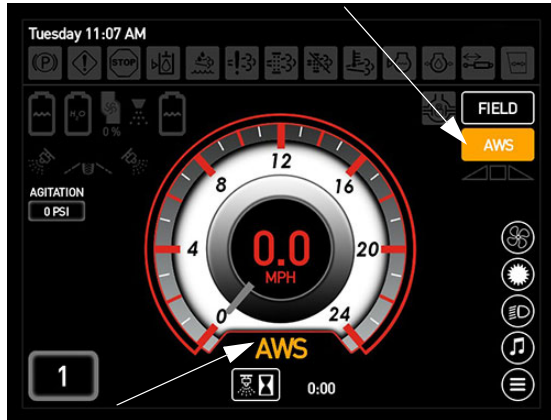 Tuesday 11:07 AM
STOP
H₂O
0 %
FIELD
AWS
AGITATION
0 PSI
12
8
16
4
20
0.0
MPH
0
24
AWS
1
0:00